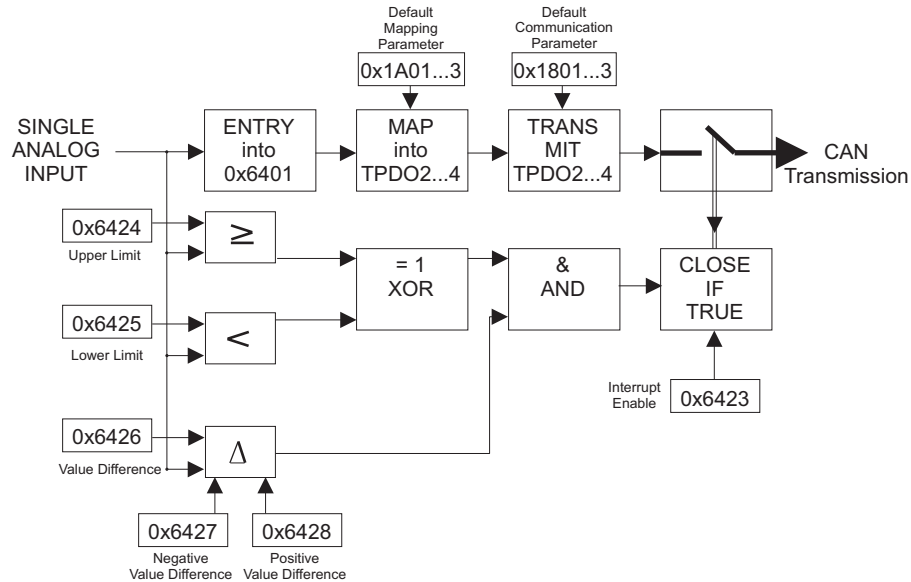 Default
Mapping
Parameter
Default
Communication
Parameter
0x1A01...3
0x1801...3
SINGLE
ANALOG
INPUT
ENTRY
into
0x6401
MAP
into
TPDO2...4
TRANS
MIT
TPDO2...4
CAN
Transmission
0x6424
Upper Limit
≥
= 1
XOR
&
AND
CLOSE
IF
TRUE
0x6425
Lower Limit
<
Interrupt
Enable
0x6423
0x6426
Value Difference
Δ
0x6427
0x6428
Negative
Value Difference
Positive
Value Difference